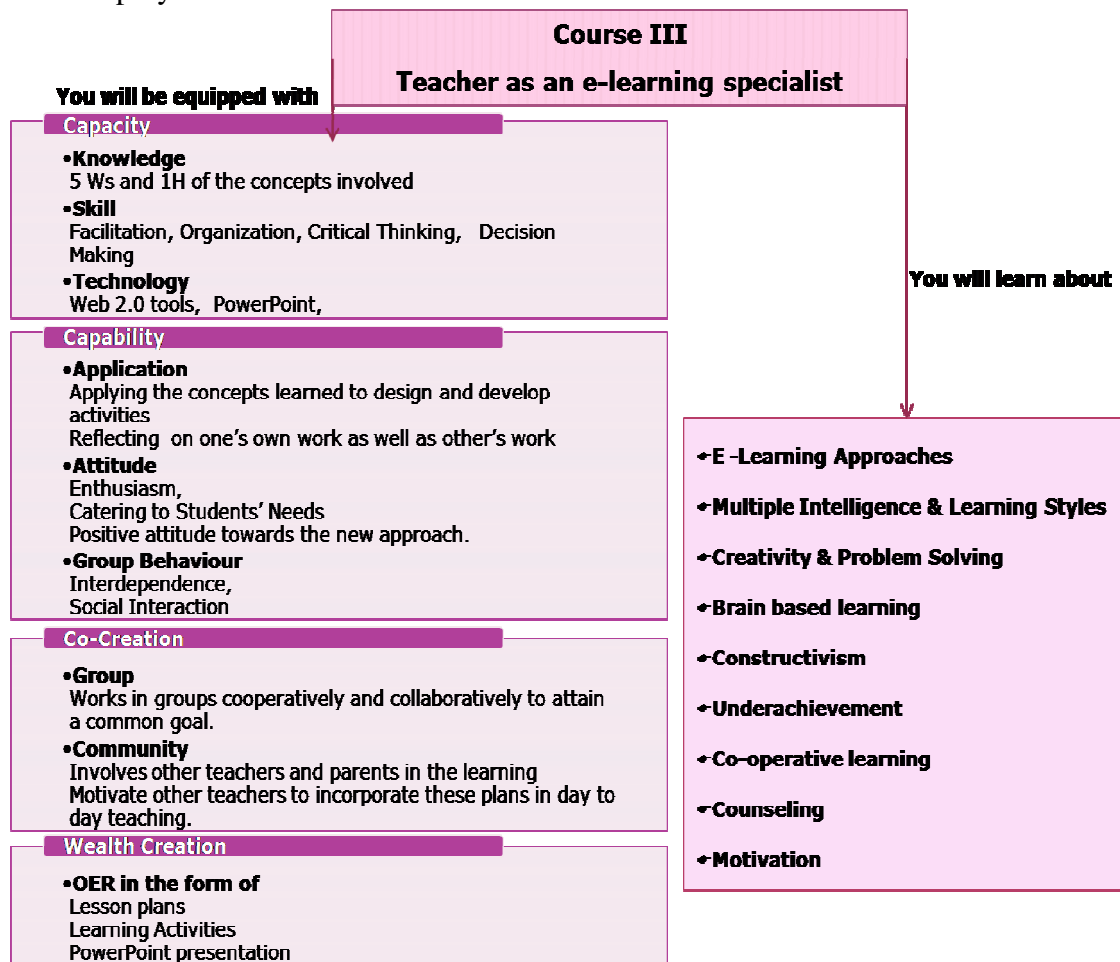 Course III
Teacher as an e-learning specialist
You will be equipped with
Capacity
•Knowledge
5 Ws and 1H of the concepts involved
•Skill
Facilitation, Organization, Critical Thinking, Decision
Making
•Technology
Web 2.0 tools, PowerPoint,
Capability
•Application
Applying the concepts learned to design and develop
activities
Reflecting on one's own work as well as other's work
•Attitude
Enthusiasm,
Catering to Students' Needs
Positive attitude towards the new approach.
•Group Behaviour
Interdependence,
Social Interaction
Co-Creation
•Group
Works in groups cooperatively and collaboratively to attain
a common goal.
•Community
Involves other teachers and parents in the learning
Motivate other teachers to incorporate these plans in day to
day teaching.
Wealth Creation
•OER in the form of
Lesson plans
Learning Activities
PowerPoint presentation
You will learn about
E -Learning Approaches
Multiple Intelligence & Learning Styles
Creativity & Problem Solving
Brain based learning
Constructivism
Underachievement
Co-operative learning
Counseling
Motivation